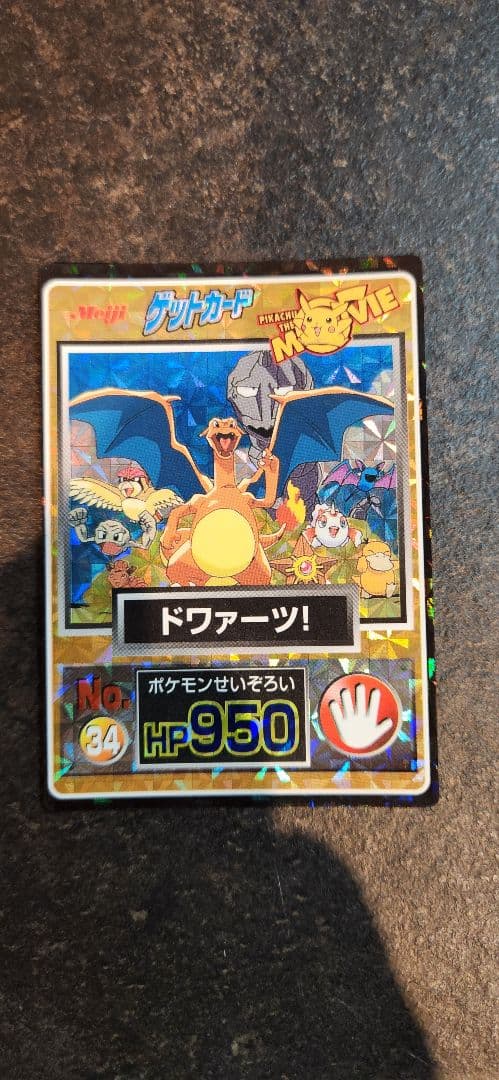 Meiji
ゲットカード
PIKACHU
THE
MOVIE
ドワァーツ!
No.
34
ポケモンせいぞろい
HP950